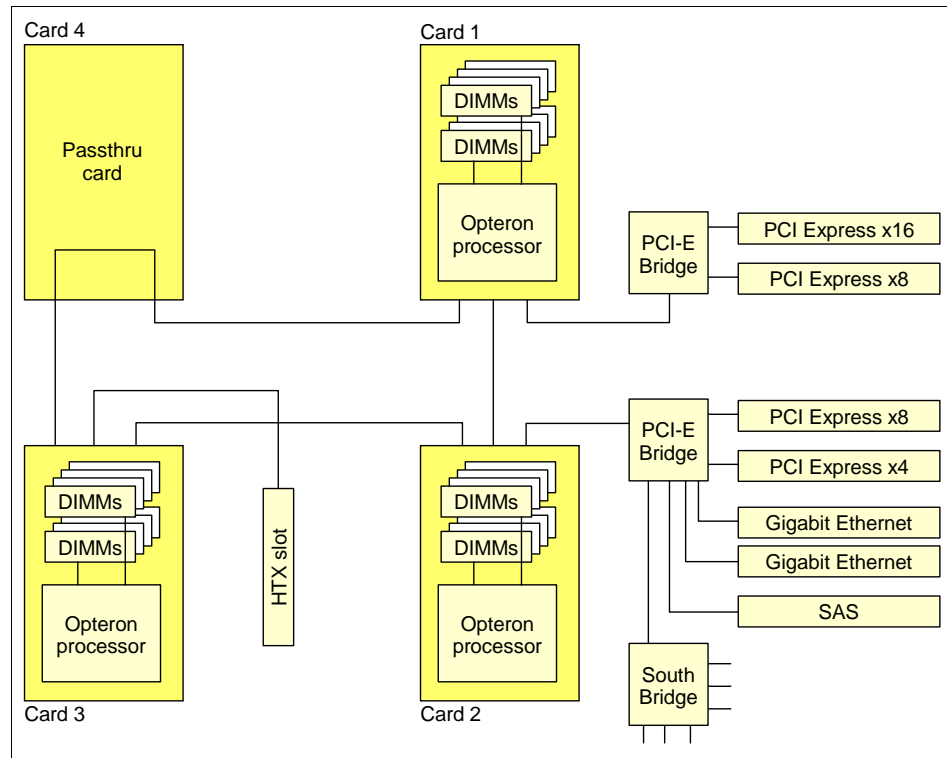 Card 4
Passthru
card
Card 1
DIMMs
DIMMs
Opteron
processor
PCI-E
Bridge
PCI Express x16
PCI Express x8
DIMMs
DIMMs
Opteron
processor
Card 3
HTX slot
DIMMs
DIMMs
Opteron
processor
Card 2
PCI-E
Bridge
PCI Express x8
PCI Express x4
Gigabit Ethernet
Gigabit Ethernet
SAS
South
Bridge